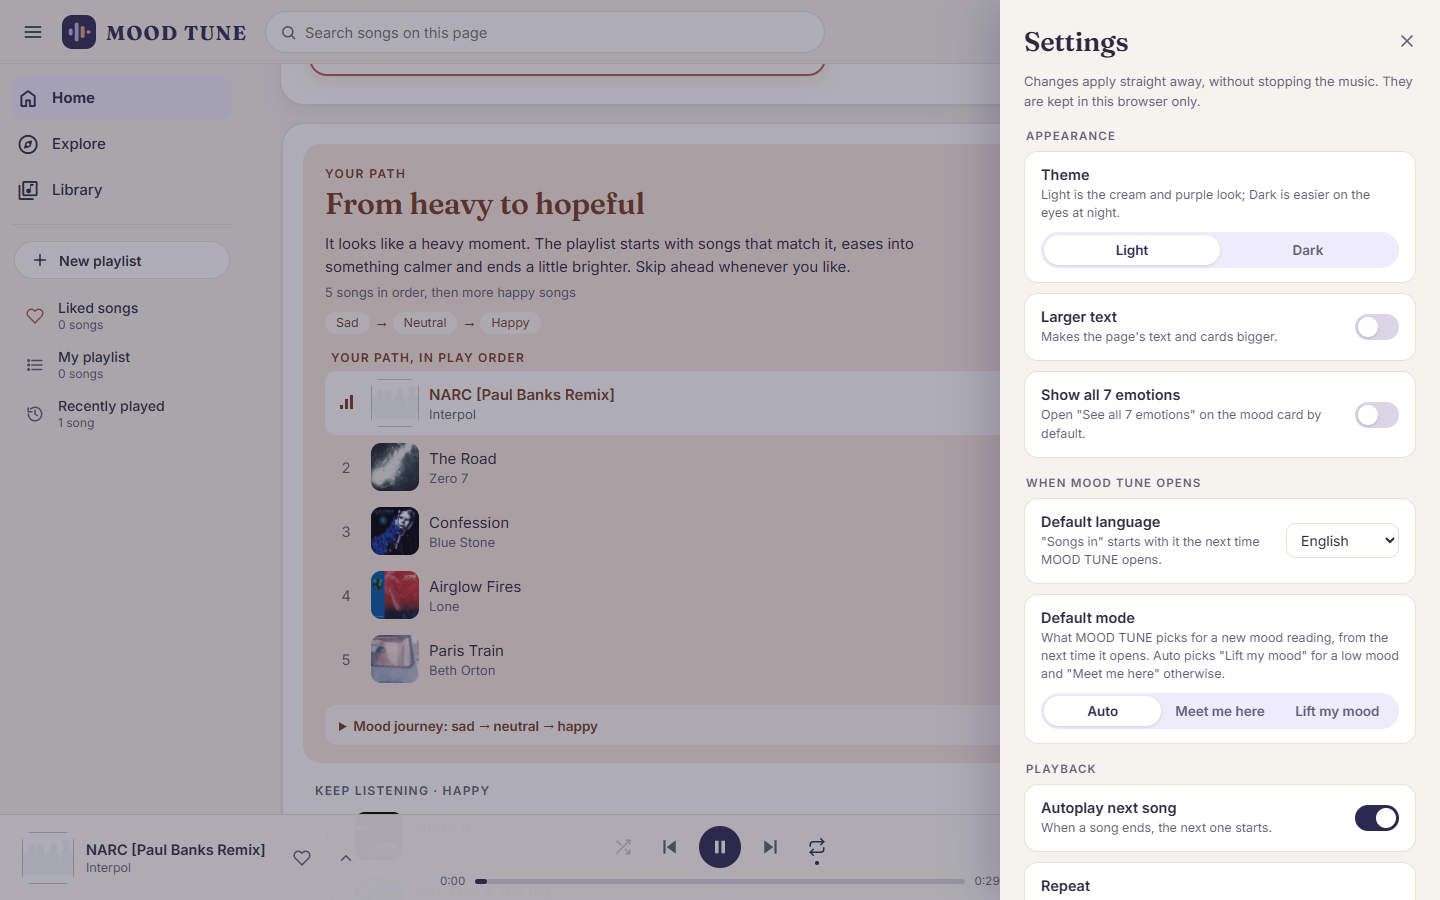 MOOD TUNE
Search songs on this page
Home
Explore
Library
New playlist
Liked songs
0 songs
My playlist
0 songs
Recently played
1 song
YOUR PATH
From heavy to hopeful
It looks like a heavy moment. The playlist starts with songs that match it, eases into
something calmer and ends a little brighter. Skip ahead whenever you like.
5 songs in order, then more happy songs
Sad → Neutral → Happy
YOUR PATH, IN PLAY ORDER
NARC [Paul Banks Remix]
Interpol
2
The Road
Zero 7
3
Confession
Blue Stone
4
Airglow Fires
Lone
5
Paris Train
Beth Orton
Mood journey: sad → neutral → happy
KEEP LISTENING · HAPPY
NARC [Paul Banks Remix]
Interpol
0:00
0:29
Settings
Changes apply straight away, without stopping the music. They
are kept in this browser only.
APPEARANCE
Theme
Light is the cream and purple look; Dark is easier on the
eyes at night.
Light
Dark
Larger text
Makes the page's text and cards bigger.
Show all 7 emotions
Open "See all 7 emotions" on the mood card by
default.
WHEN MOOD TUNE OPENS
Default language
"Songs in" starts with it the next time
MOOD TUNE opens.
English
Default mode
What MOOD TUNE picks for a new mood reading, from the
next time it opens. Auto picks "Lift my mood" for a low mood
and "Meet me here" otherwise.
Auto
Meet me here
Lift my mood
PLAYBACK
Autoplay next song
When a song ends, the next one starts.
Repeat